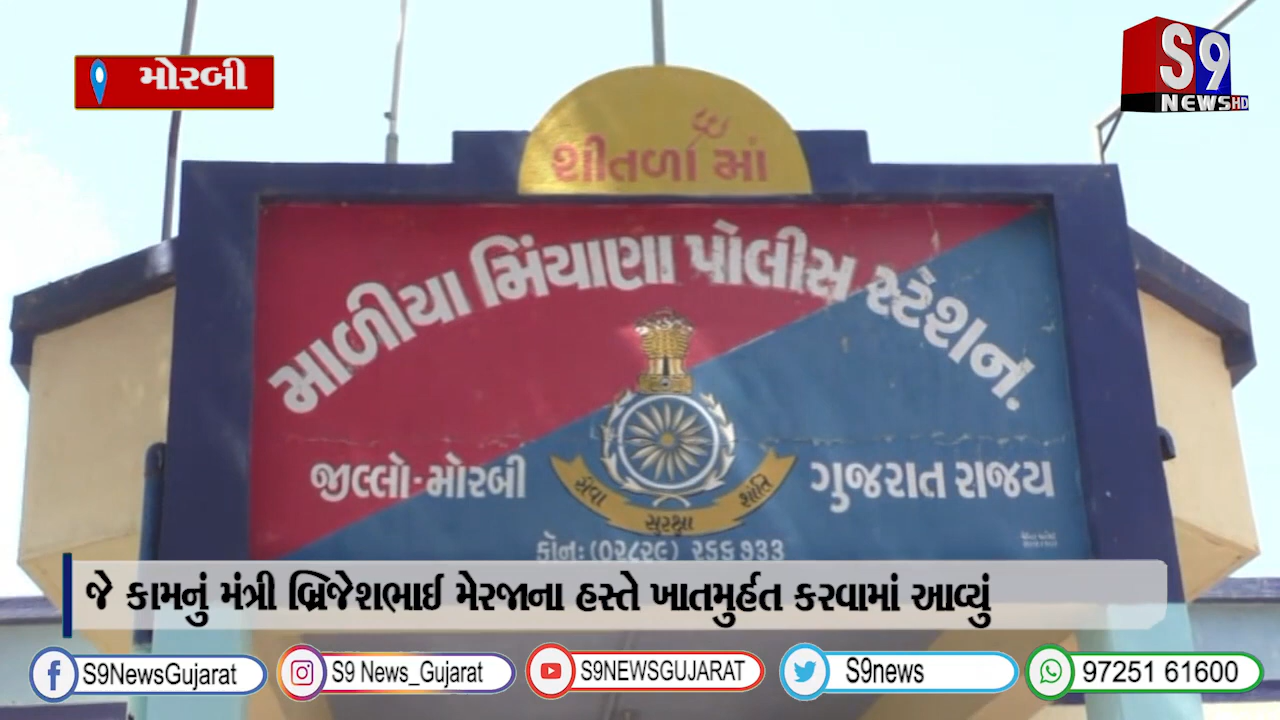 મોરબી
S9
NEWS HD
શીતળા માં
માળીયા મિંયાણા પોલીસ સ્ટેશન.
જીલ્લો-મોરબી
ગુજરાત રાજય
સેવા સુરક્ષા શાંતિ
ફોન: (૦૨૮૨૯) ૨૬૬ ૭૩૩
જે કામનું મંત્રી બ્રિજેશભાઈ મેરજાના હસ્તે ખાતમુર્હત કરવામાં આવ્યું
S9NewsGujarat
S9 News_Gujarat
S9NEWSGUJARAT
S9news
97251 61600